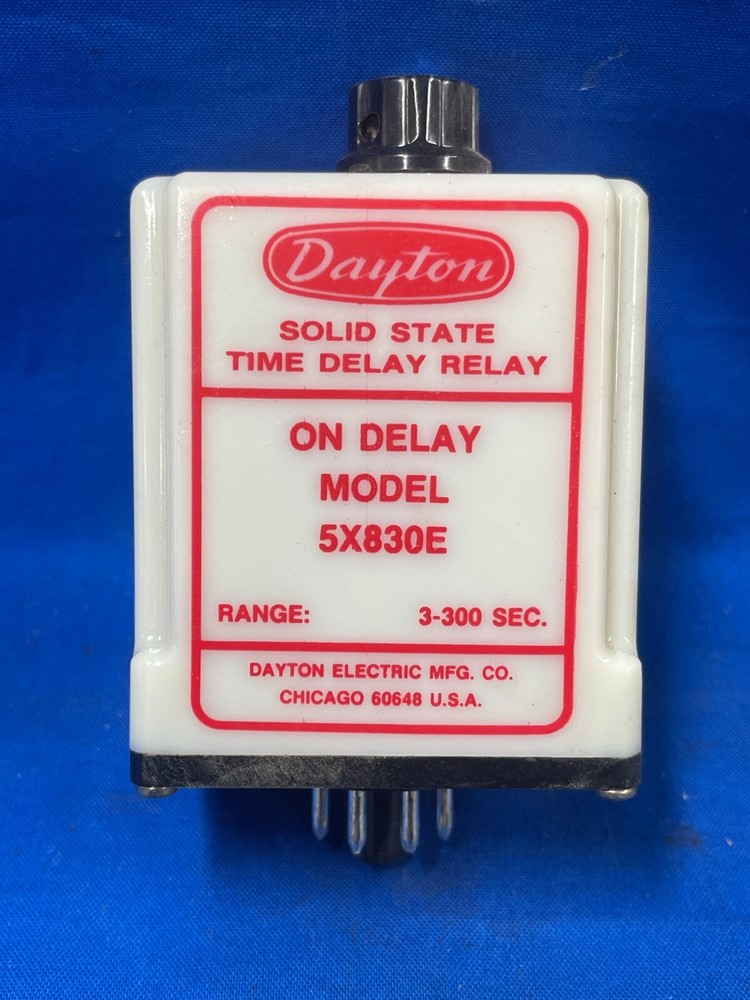 Dayton
SOLID STATE
TIME DELAY RELAY
ON DELAY
MODEL
5X830E
RANGE: 3-300 SEC.
DAYTON ELECTRIC MFG. CO.
CHICAGO 60648 U.S.A.